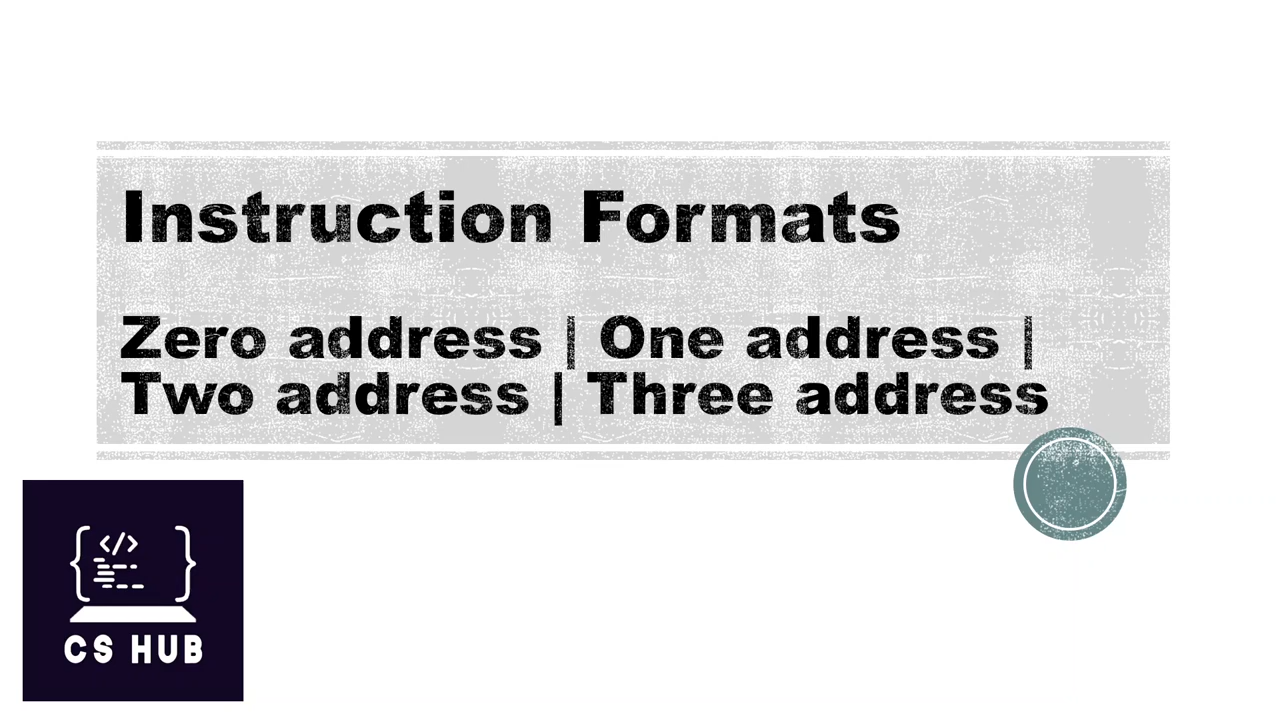 Instruction Formats
Zero address | One address |
Two address | Three address
</>
CS HUB